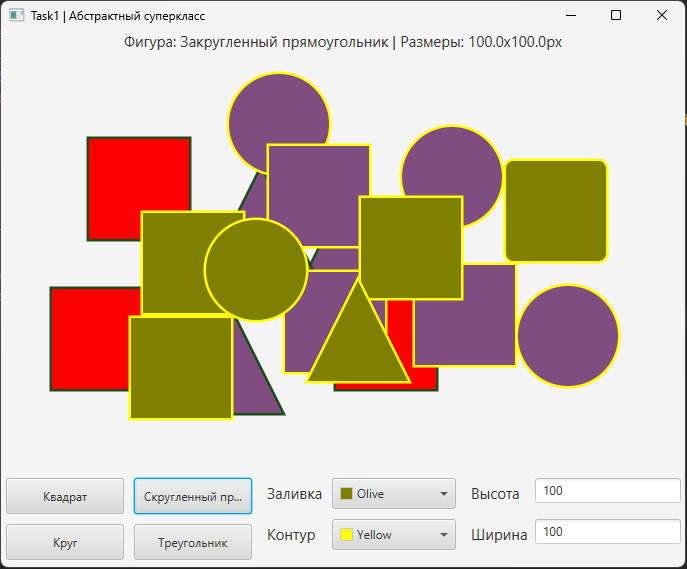 Task1 | Абстрактный суперкласс
Фигура: Закругленный прямоугольник | Размеры: 100.0x100.0px
Квадрат
Скругленный пр...
Заливка
Olive
Высота
100
Круг
Треугольник
Контур
Yellow
Ширина
100